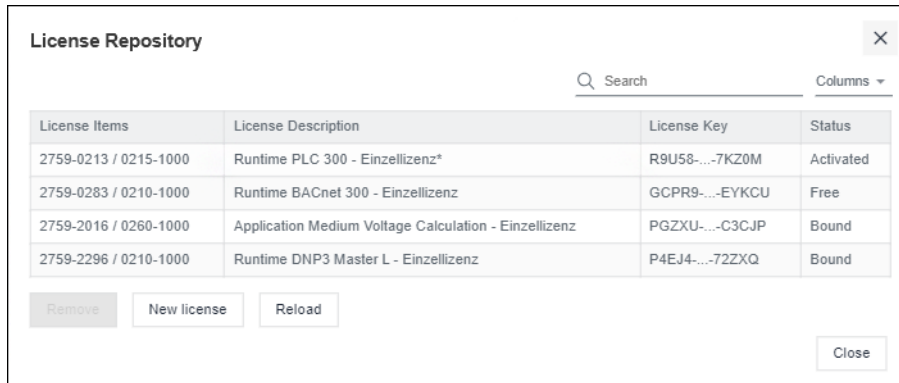 License Repository
Search
Columns
License Items License Description License Key Status
2759-0213 / 0215-1000 Runtime PLC 300 - Einzellizenz* R9U58-...-7KZ0M Activated
2759-0283 / 0210-1000 Runtime BACnet 300 - Einzellizenz GCPR9-...-EYKCU Free
2759-2016 / 0260-1000 Application Medium Voltage Calculation - Einzellizenz PGZXU-...-C3CJP Bound
2759-2296 / 0210-1000 Runtime DNP3 Master L - Einzellizenz P4EJ4-...-72ZXQ Bound
Remove New license Reload
Close